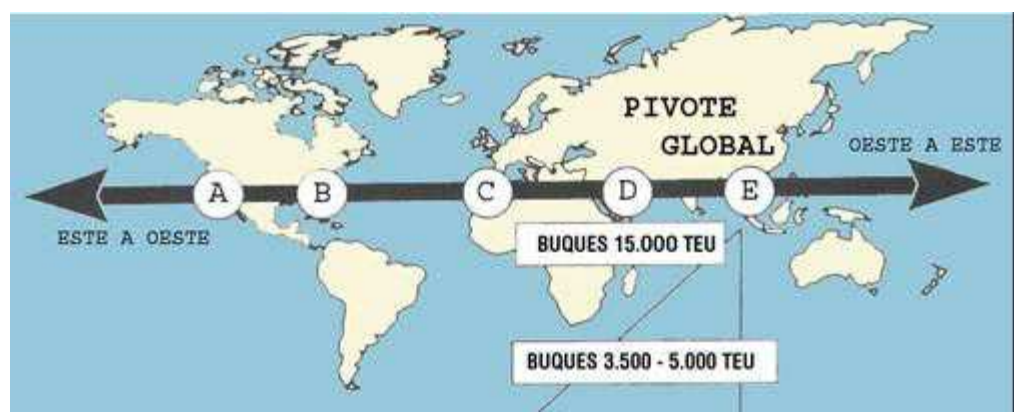 PIVOTE
GLOBAL
OESTE A ESTE
A
B
C
D
E
ESTE A OESTE
BUQUES 15.000 TEU
BUQUES 3.500 - 5.000 TEU